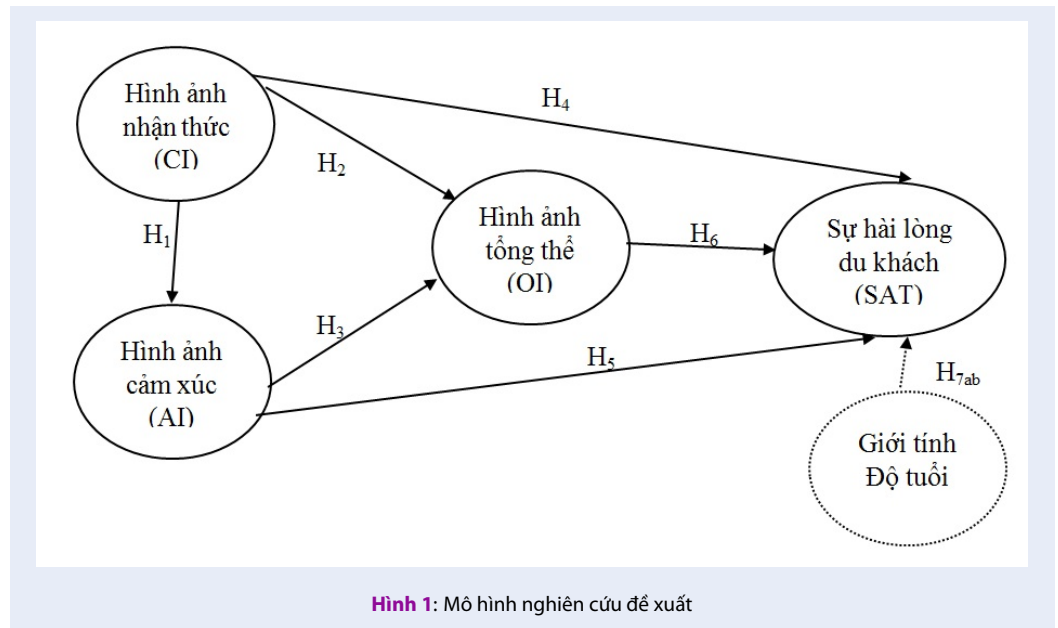 Hình ảnh
nhận thức
(CI)
H4
H2
Hình ảnh
tổng thể
(OI)
Sự hài lòng
du khách
(SAT)
H1
H6
Hình ảnh
cảm xúc
(AI)
H3
H5
H7ab
Giới tính
Độ tuổi
Hình 1: Mô hình nghiên cứu đề xuất